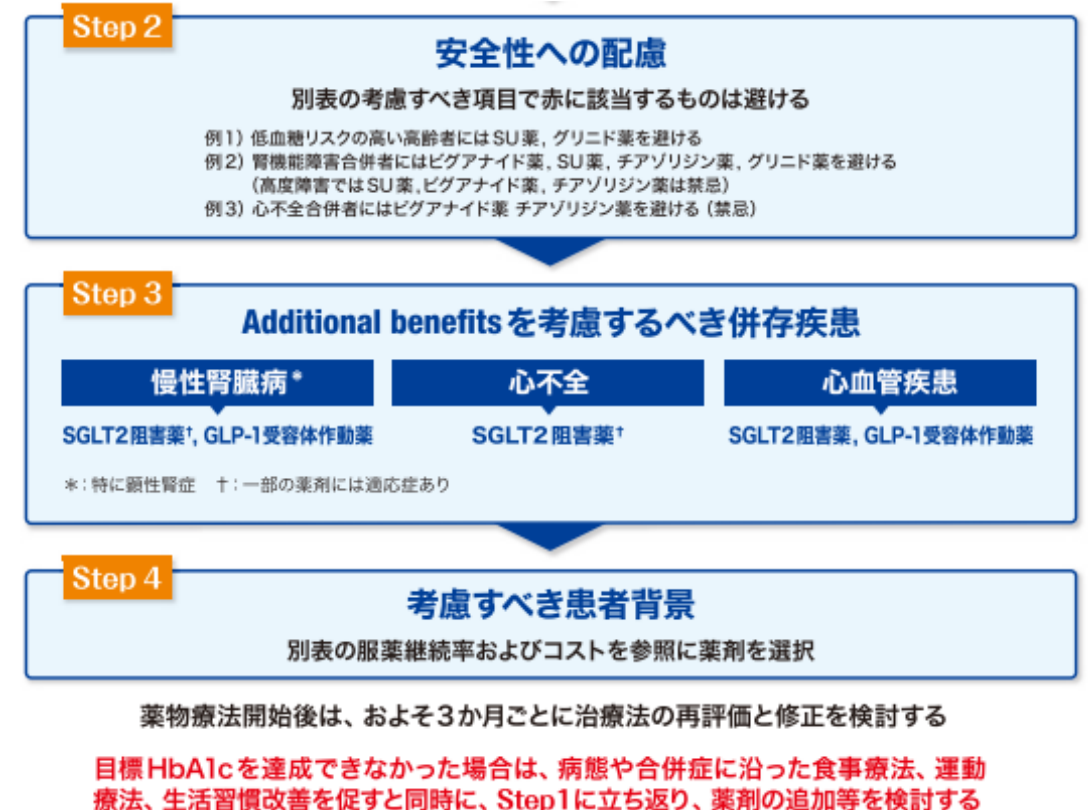 Step 2
安全性への配慮
別表の考慮すべき項目で赤に該当するものは避ける
例1）低血糖リスクの高い高齢者にはSU薬，グリニド薬を避ける
例2）腎機能障害合併者にはビグアナイド薬，SU薬，チアゾリジン薬，グリニド薬を避ける
（高度障害ではSU薬，ビグアナイド薬，チアゾリジン薬は禁忌）
例3）心不全合併者にはビグアナイド薬 チアゾリジン薬を避ける（禁忌）
Step 3
Additional benefitsを考慮するべき併存疾患
慢性腎臓病*
心不全
心血管疾患
SGLT2阻害薬†, GLP-1受容体作動薬
SGLT2阻害薬†
SGLT2阻害薬, GLP-1受容体作動薬
＊：特に顕性腎症　†：一部の薬剤には適応症あり
Step 4
考慮すべき患者背景
別表の服薬継続率およびコストを参照に薬剤を選択
薬物療法開始後は、およそ3か月ごとに治療法の再評価と修正を検討する
目標HbA1cを達成できなかった場合は、病態や合併症に沿った食事療法、運動
療法、生活習慣改善を促すと同時に、Step1に立ち返り、薬剤の追加等を検討する